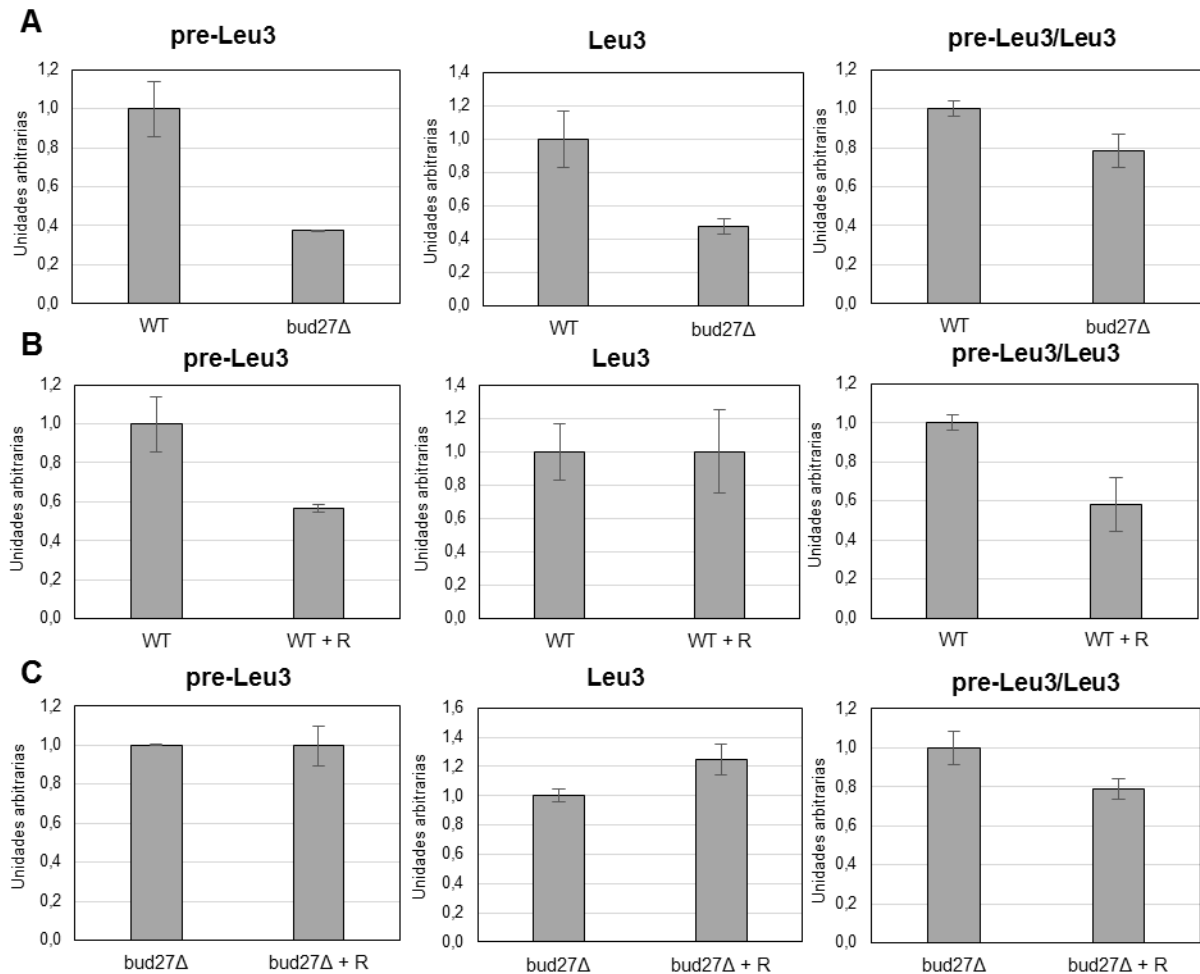 A
pre-Leu3
Leu3
pre-Leu3/Leu3
Unidades arbitrarias
1,2
1,0
0,8
0,6
0,4
0,2
0,0
WT
bud27Δ
Unidades arbitrarias
1,4
1,2
1,0
0,8
0,6
0,4
0,2
0,0
WT
bud27Δ
Unidades arbitrarias
1,2
1,0
0,8
0,6
0,4
0,2
0,0
WT
bud27Δ
B
pre-Leu3
Leu3
pre-Leu3/Leu3
Unidades arbitrarias
1,2
1,0
0,8
0,6
0,4
0,2
0,0
WT
WT + R
Unidades arbitrarias
1,4
1,2
1,0
0,8
0,6
0,4
0,2
0,0
WT
WT + R
Unidades arbitrarias
1,2
1,0
0,8
0,6
0,4
0,2
0,0
WT
WT + R
C
pre-Leu3
Leu3
pre-Leu3/Leu3
Unidades arbitrarias
1,2
1,0
0,8
0,6
0,4
0,2
0,0
bud27Δ
bud27Δ + R
Unidades arbitrarias
1,6
1,4
1,2
1,0
0,8
0,6
0,4
0,2
0,0
bud27Δ
bud27Δ + R
Unidades arbitrarias
1,2
1,0
0,8
0,6
0,4
0,2
0,0
bud27Δ
bud27Δ + R